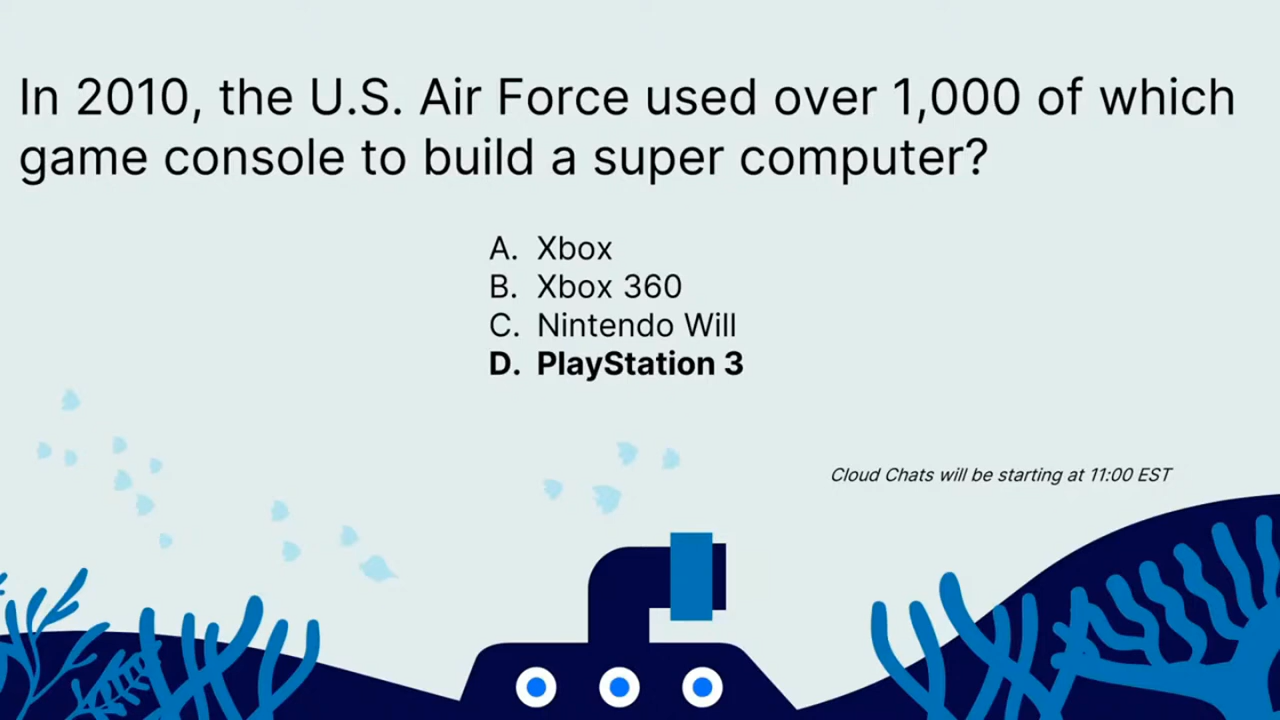 In 2010, the U.S. Air Force used over 1,000 of which
game console to build a super computer?
A. Xbox
B. Xbox 360
C. Nintendo Will
D. PlayStation 3
Cloud Chats will be starting at 11:00 EST